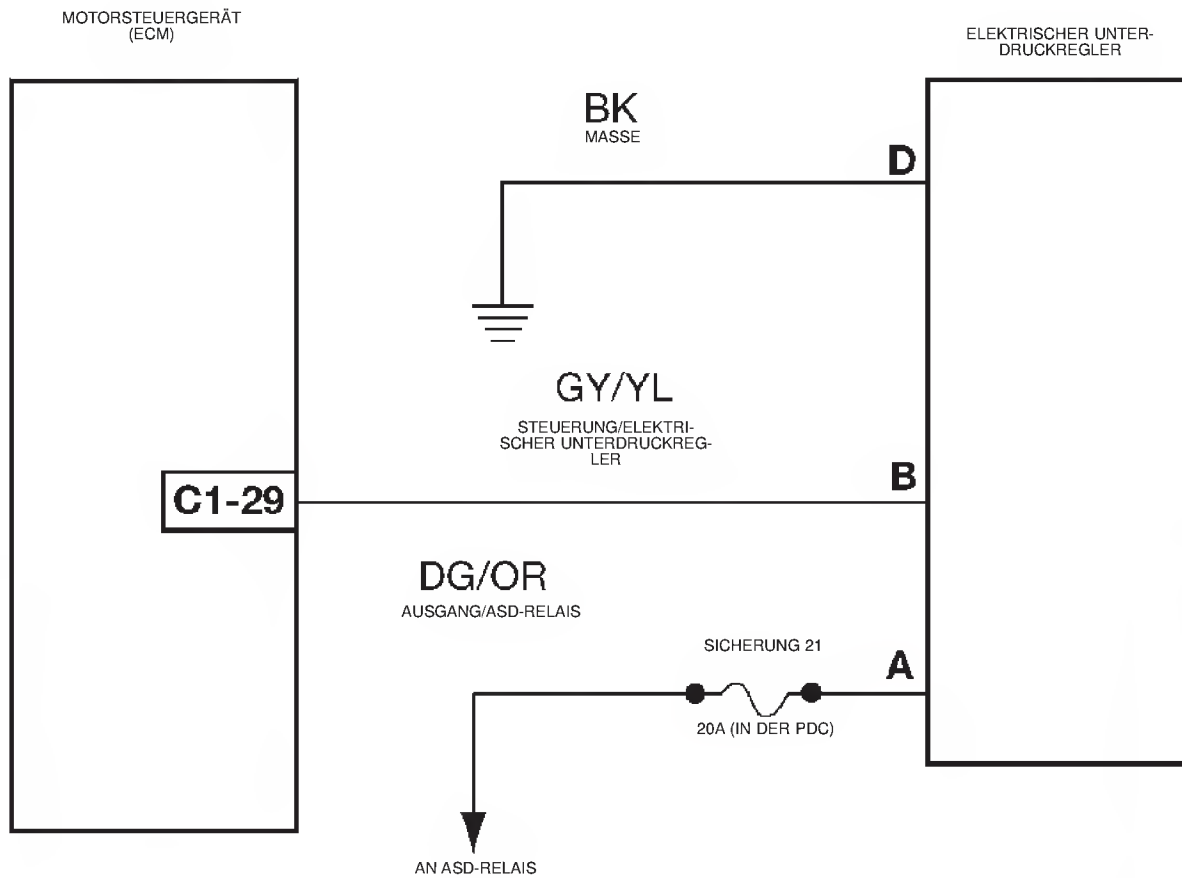 MOTORSTEUERGERÄT
(ECM)
ELEKTRISCHER UNTER-
DRUCKREGLER
BK
MASSE
D
GY/YL
STEUERUNG/ELEKTRI-
SCHER UNTERDRUCKREG-
LER
C1-29
B
DG/OR
AUSGANG/ASD-RELAIS
SICHERUNG 21
A
20A (IN DER PDC)
AN ASD-RELAIS